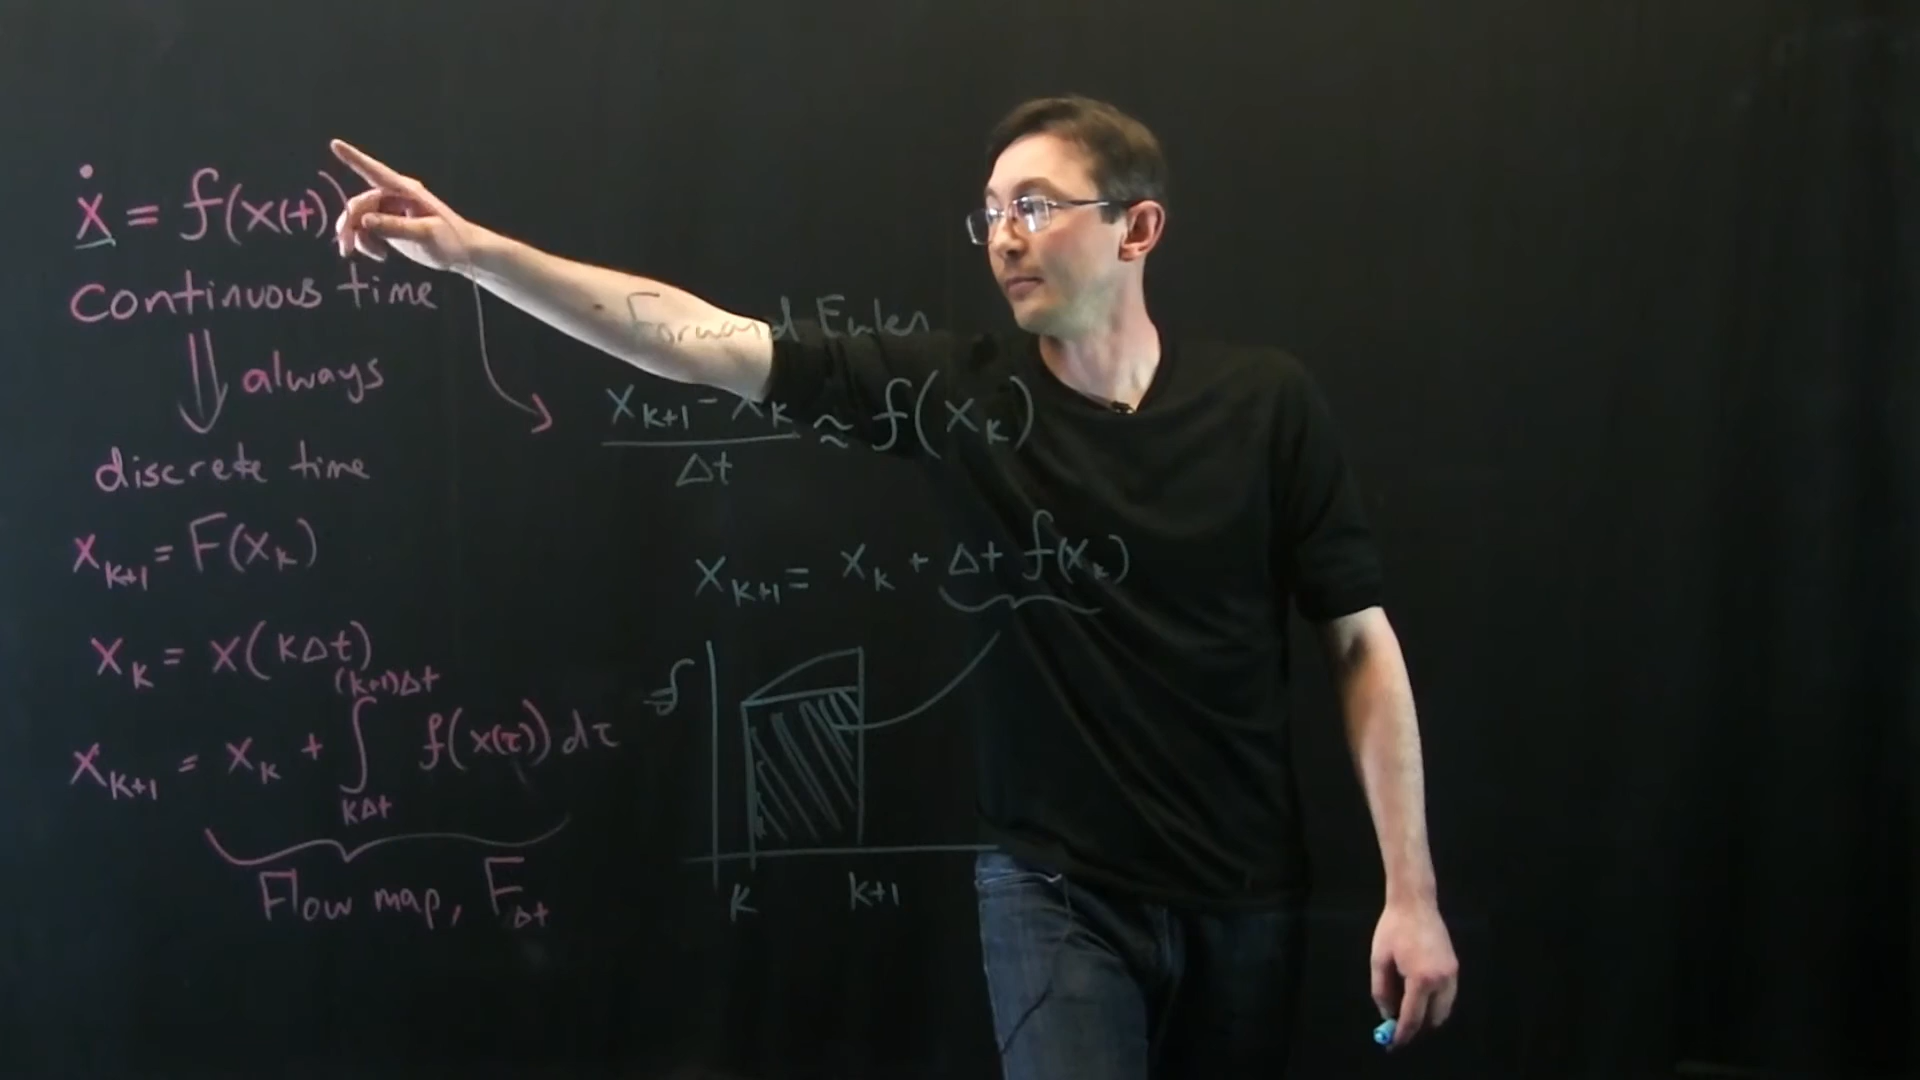 ẋ = f(x(t))
Continuous time
always
discrete time
x_{k+1} = F(x_k)
x_k = x(kΔt)
x_{k+1} = x_k + ∫_{kΔt}^{(k+1)Δt} f(x(τ)) dτ
Flow map, F_{Δt}
Forward Euler
(x_{k+1} - x_k)/Δt ≈ f(x_k)
x_{k+1} = x_k + Δt f(x_k)
f
k
k+1